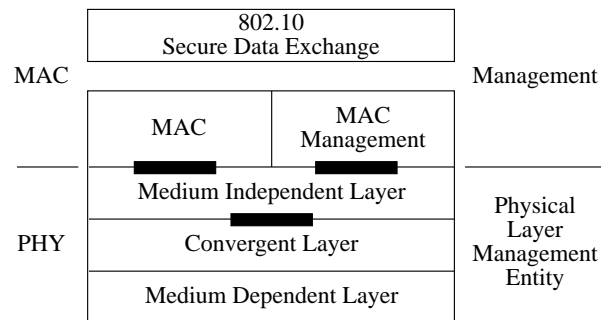 802.10
Secure Data Exchange
MAC
Management
MAC
MAC
Management
Medium Independent Layer
PHY
Convergent Layer
Medium Dependent Layer
Physical
Layer
Management
Entity